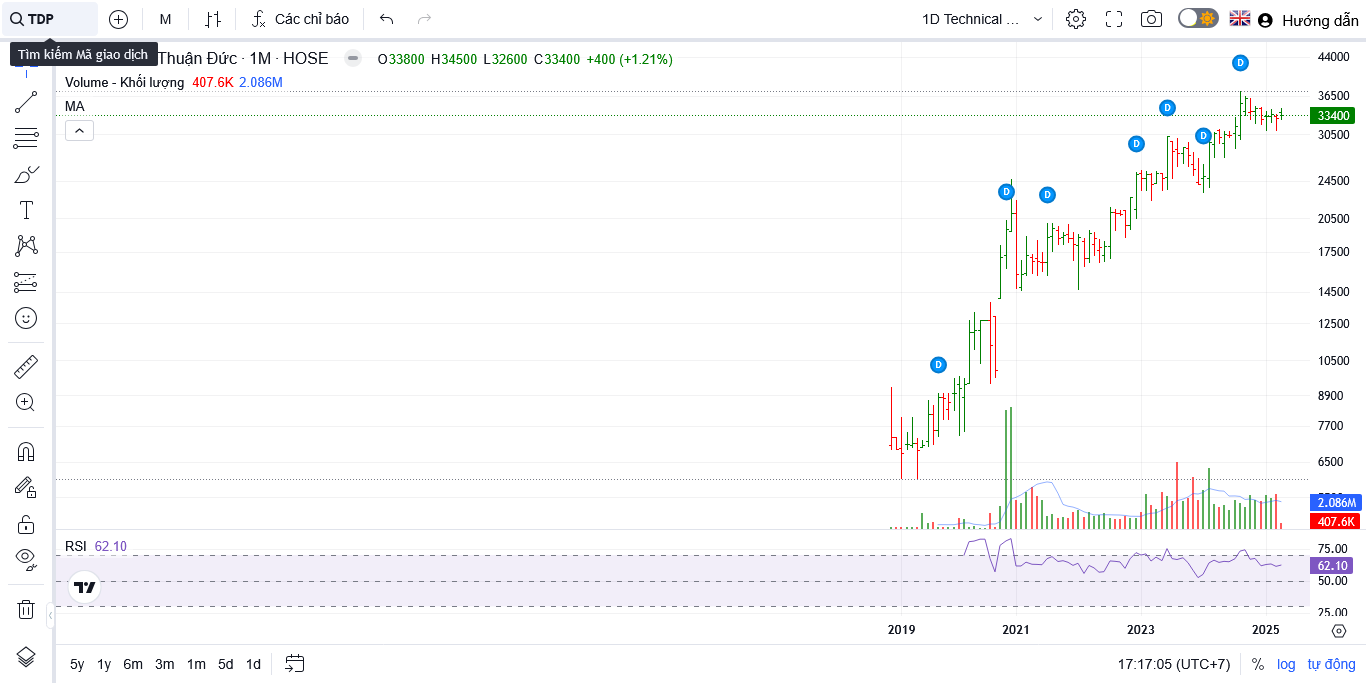 TDP
M
Các chỉ báo
1D Technical ...
Hướng dẫn
Tìm kiếm Mã giao dịch
Thuận Đức · 1M · HOSE
O33800 H34500 L32600 C33400 +400 (+1.21%)
Volume - Khối lượng 407.6K 2.086M
MA
D
D
D
D
D
D
D
44000
36500
33400
30500
24500
20500
17500
14500
12500
10500
8900
7700
6500
2.086M
407.6K
RSI 62.10
75.00
62.10
50.00
25.00
2019
2021
2023
2025
5y 1y 6m 3m 1m 5d 1d
17:17:05 (UTC+7)
% log tự động